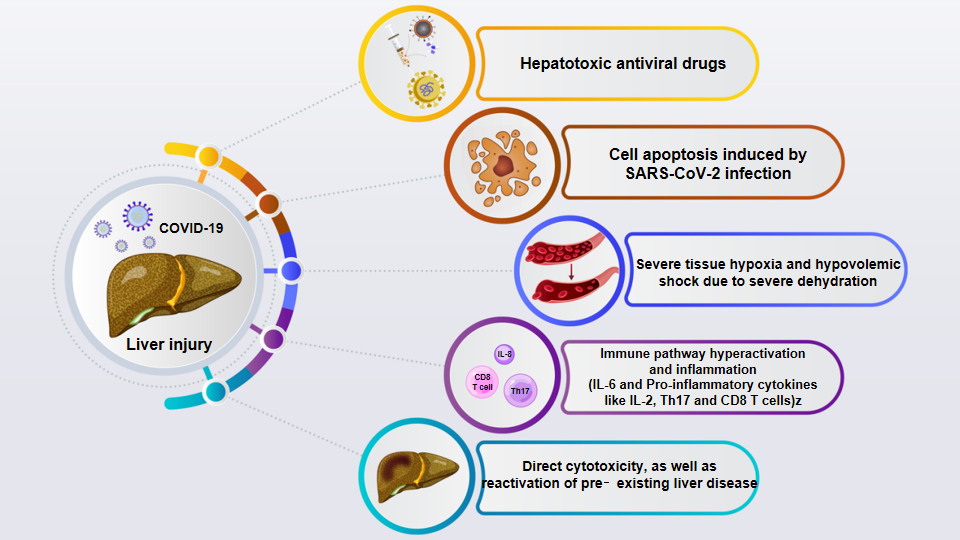 Hepatotoxic antiviral drugs
Cell apoptosis induced by
SARS-CoV-2 infection
COVID-19
Liver injury
Severe tissue hypoxia and hypovolemic
shock due to severe dehydration
IL-8
CD8
T cell
Th17
Immune pathway hyperactivation
and inflammation
(IL-6 and Pro-inflammatory cytokines
like IL-2, Th17 and CD8 T cells)z
Direct cytotoxicity, as well as
reactivation of pre- existing liver disease